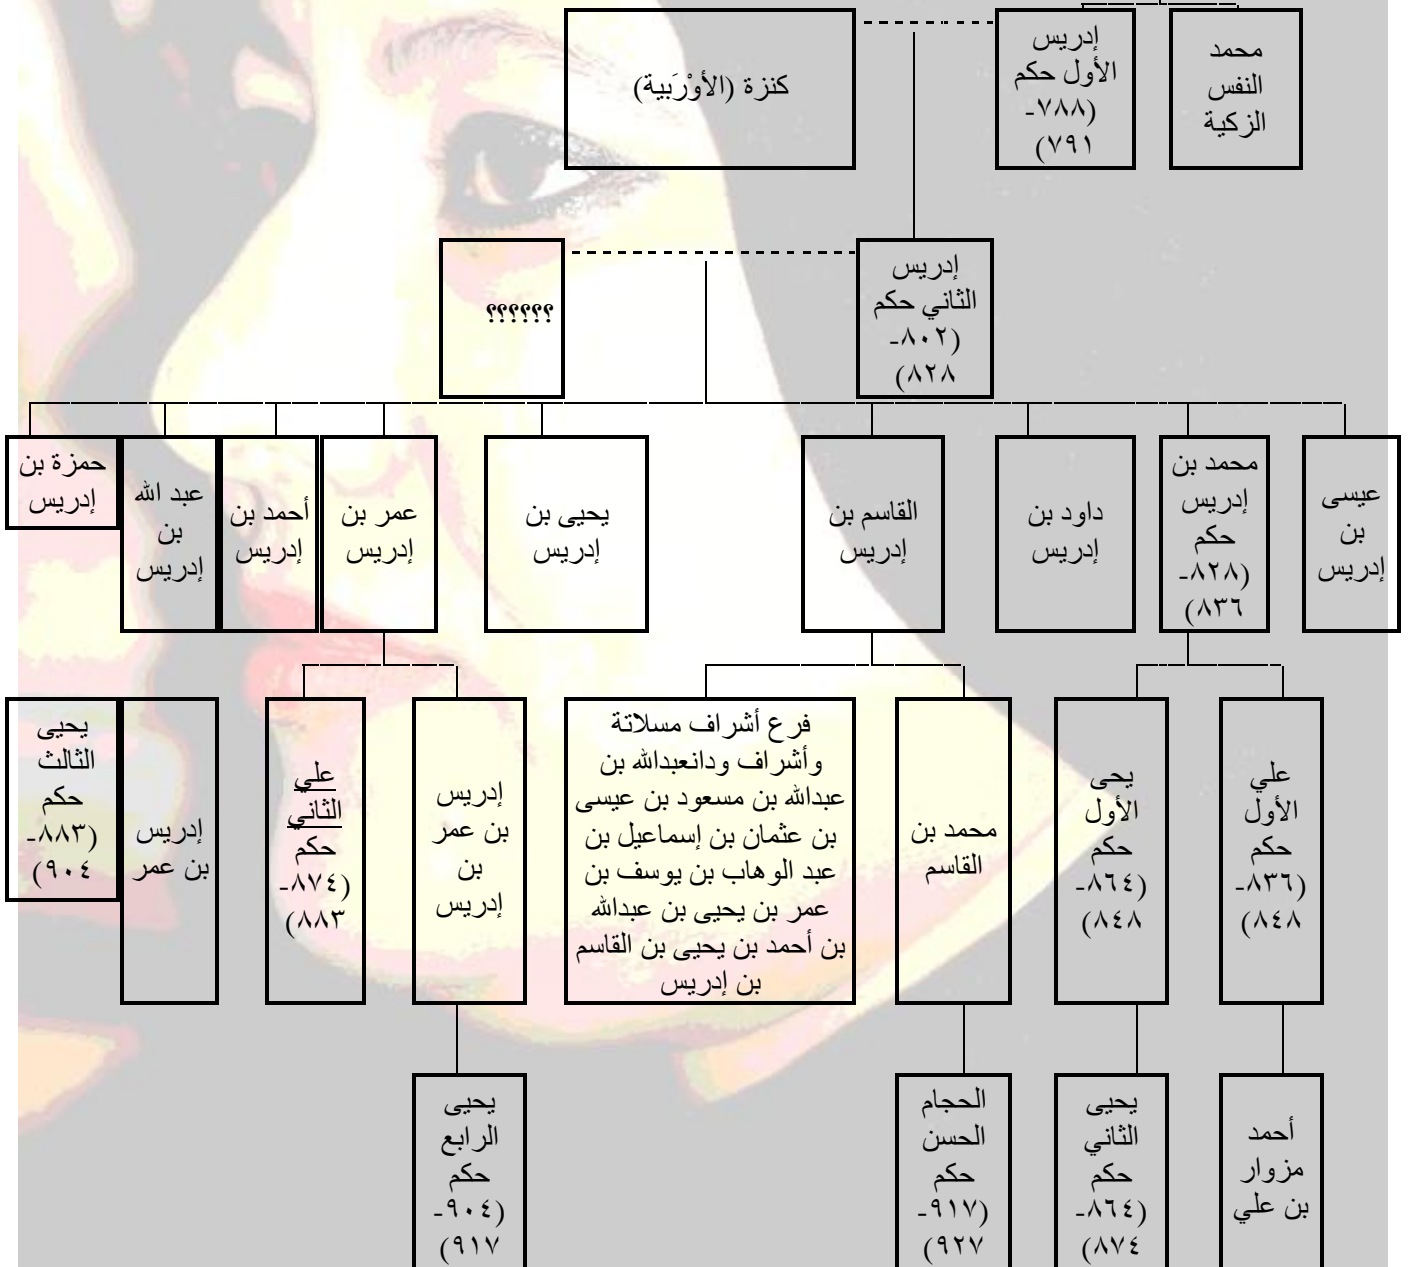 محمد
النفس
الزكية
إدريس
الأول حكم
(٧٨٨-
٧٩١)
كنزة (الأوْرَبية)
إدريس
الثاني حكم
(٨٠٢-
٨٢٨)
؟؟؟؟؟؟
عيسى
بن
إدريس
محمد بن
إدريس
حكم
(٨٢٨-
٨٣٦)
داود بن
إدريس
القاسم بن
إدريس
يحيى بن
إدريس
عمر بن
إدريس
أحمد بن
إدريس
عبد الله
بن
إدريس
حمزة بن
إدريس
علي
الأول
حكم
(٨٣٦-
٨٤٨)
يحى
الأول
حكم
(٨٦٤-
٨٤٨)
محمد بن
القاسم
فرع أشراف مسلاتة
وأشراف ودانعبدالله بن
عبدالله بن مسعود بن عيسى
بن عثمان بن إسماعيل بن
عبد الوهاب بن يوسف بن
عمر بن يحيى بن عبدالله
بن أحمد بن يحيى بن القاسم
بن إدريس
إدريس
بن عمر
بن
إدريس
علي
الثاني
حكم
(٨٧٤-
٨٨٣)
إدريس
بن عمر
يحيى
الثالث
حكم
(٨٨٣-
٩٠٤)
أحمد
مزوار
بن علي
يحيى
الثاني
حكم
(٨٦٤-
٨٧٤)
الحجام
الحسن
حكم
(٩١٧-
٩٢٧)
يحيى
الرابع
حكم
(٩٠٤-
٩١٧)